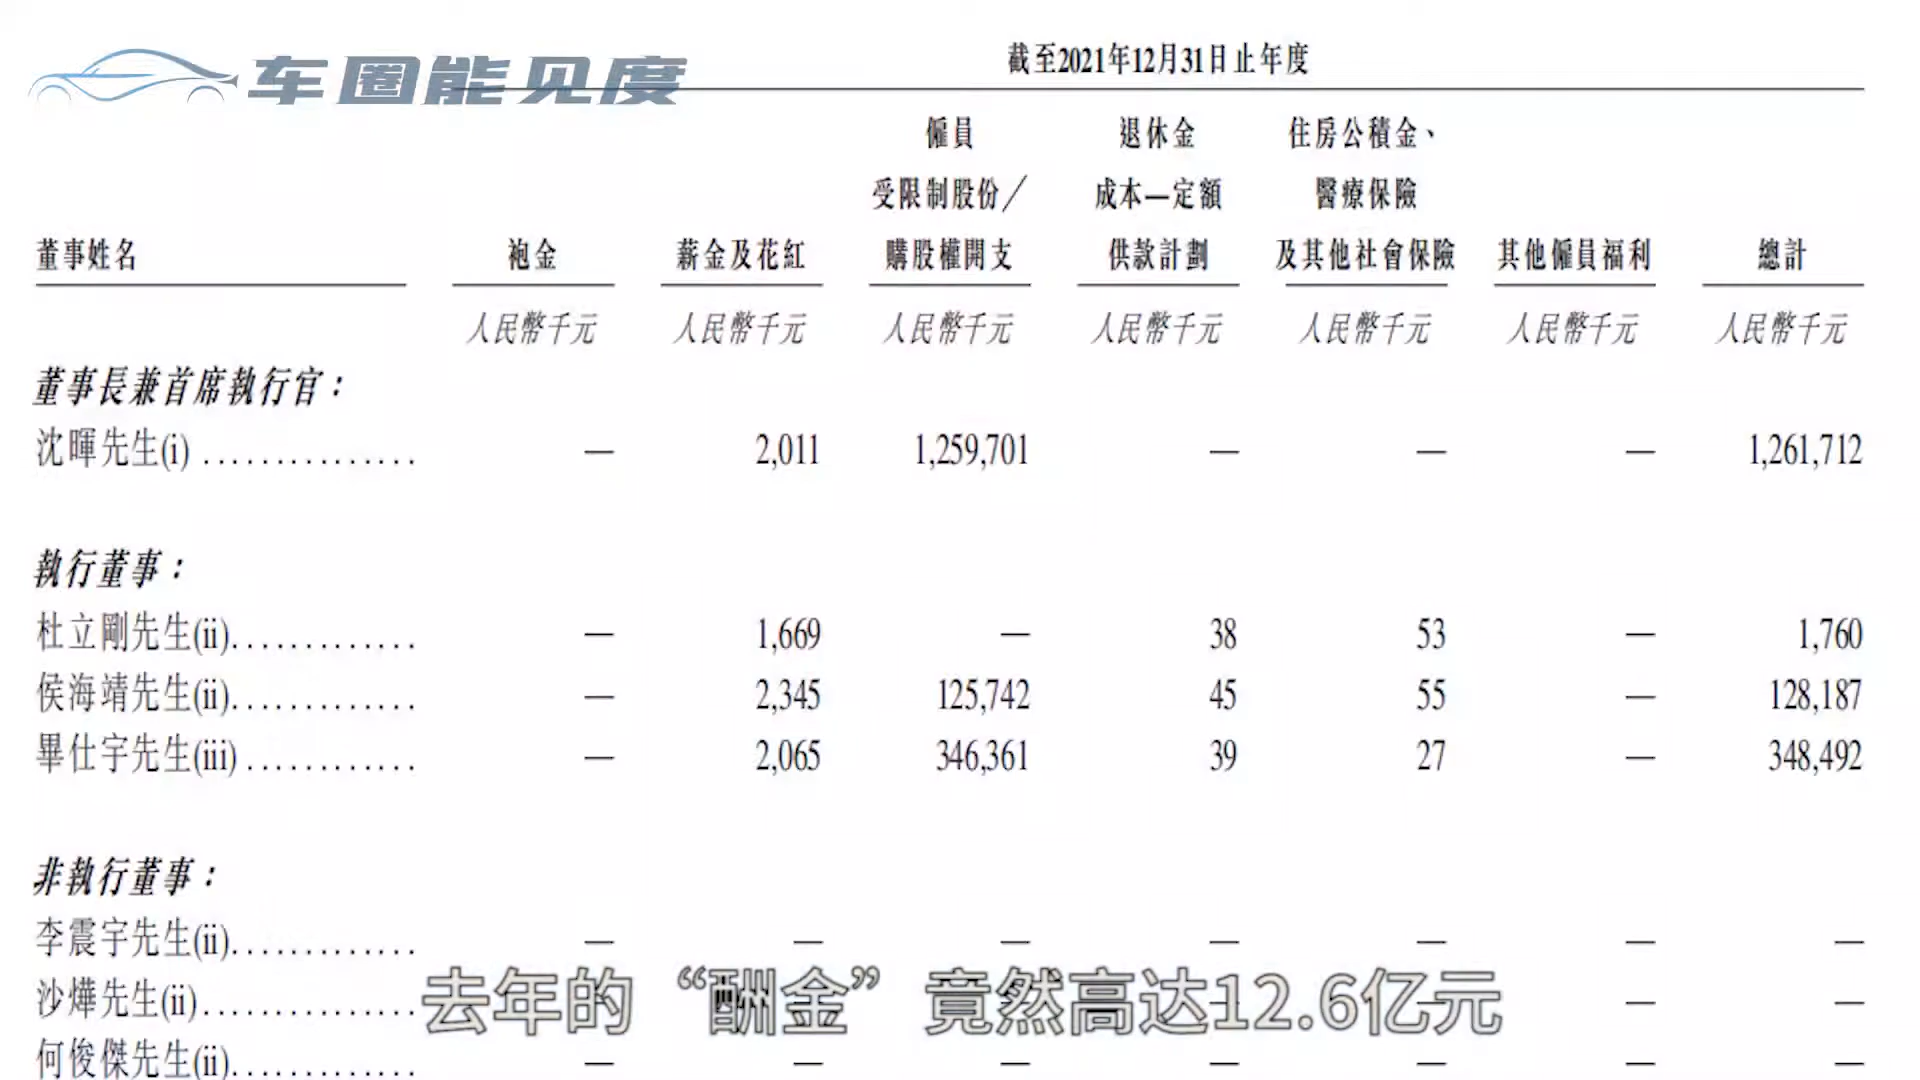 车圈能见度
截至2021年12月31日止年度
僱員 退休金 住房公積金、
受限制股份／ 成本—定額 醫療保險
董事姓名 袍金 薪金及花紅 購股權開支 供款計劃 及其他社會保險 其他僱員福利 總計
人民幣千元 人民幣千元 人民幣千元 人民幣千元 人民幣千元 人民幣千元 人民幣千元
董事長兼首席執行官：
沈暉先生(i) ............... — 2,011 1,259,701 — — — 1,261,712
執行董事：
杜立剛先生(ii)............. — 1,669 — 38 53 — 1,760
侯海靖先生(ii)............. — 2,345 125,742 45 55 — 128,187
畢仕宇先生(iii) ............ — 2,065 346,361 39 27 — 348,492
非執行董事：
李震宇先生(ii)............. — — — — — — —
沙燁先生(ii)............... — — — — — — —
去年的“酬金”竟然高达12.6亿元
何俊傑先生(ii)............. — — — — — — —